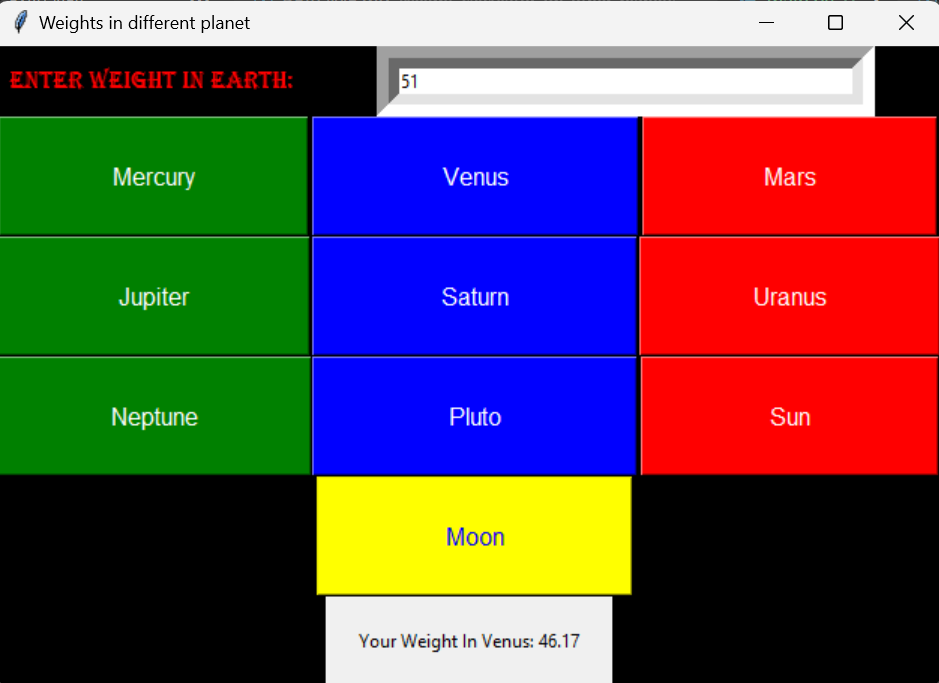 Weights in different planet
ENTER WEIGHT IN EARTH: 51
Mercury Venus Mars
Jupiter Saturn Uranus
Neptune Pluto Sun
Moon
Your Weight In Venus: 46.17